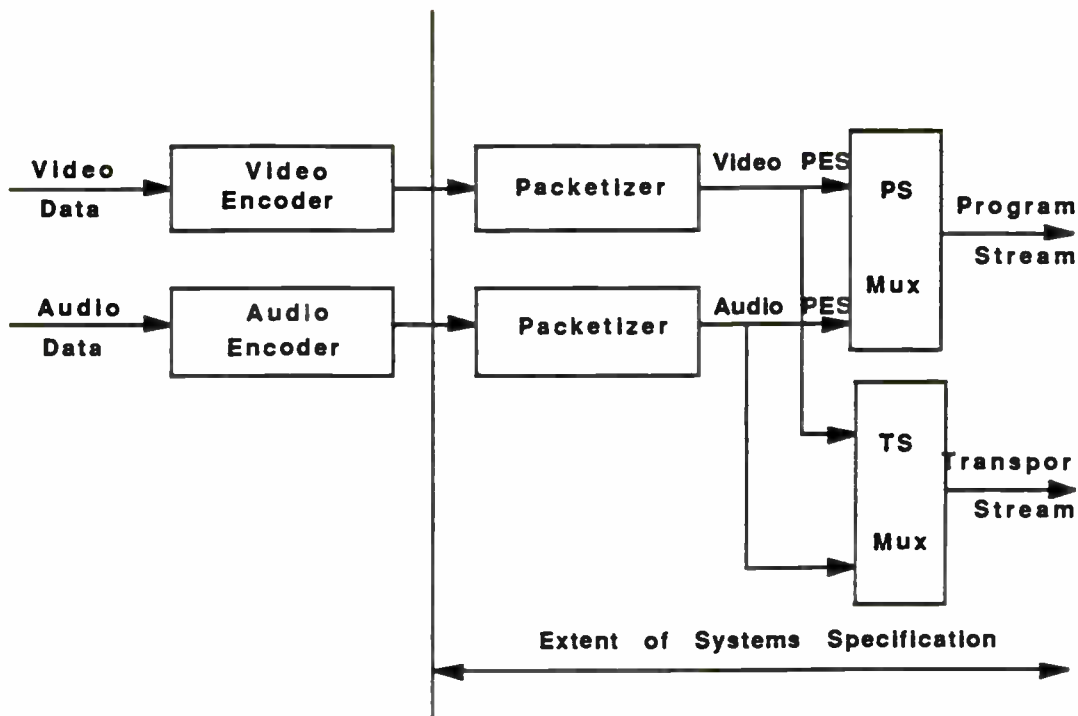 Video
Data
Video
Encoder
Packetizer
Video PES
PS
Mux
Program
Stream
Audio
Data
Audio
Encoder
Packetizer
Audio PES
TS
Mux
Transpor
Stream
Extent of Systems Specification